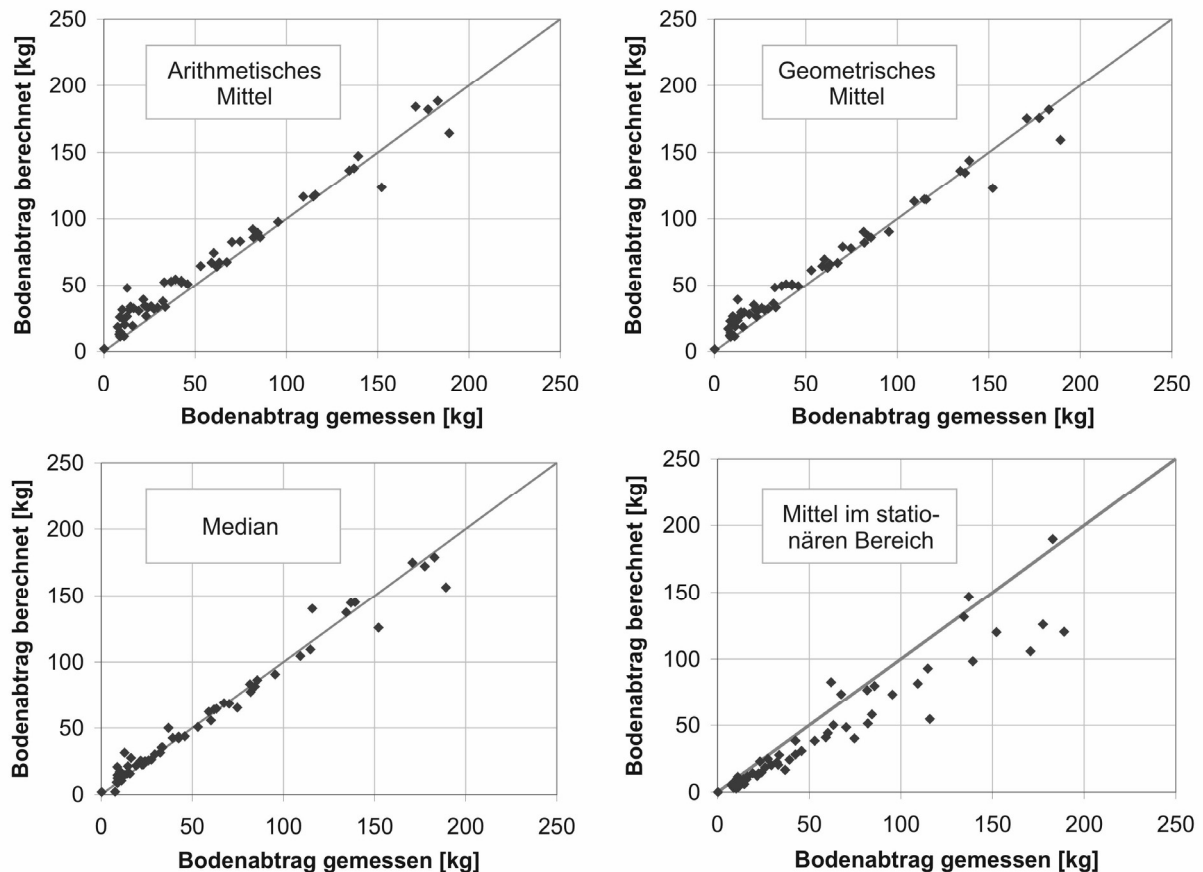 Bodenabtrag berechnet [kg]
250
200
150
100
50
0
Arithmetisches
Mittel
0 50 100 150 200 250
Bodenabtrag gemessen [kg]
Bodenabtrag berechnet [kg]
250
200
150
100
50
0
Geometrisches
Mittel
0 50 100 150 200 250
Bodenabtrag gemessen [kg]
Bodenabtrag berechnet [kg]
250
200
150
100
50
0
Median
0 50 100 150 200 250
Bodenabtrag gemessen [kg]
Bodenabtrag berechnet [kg]
250
200
150
100
50
0
Mittel im statio-
nären Bereich
0 50 100 150 200 250
Bodenabtrag gemessen [kg]